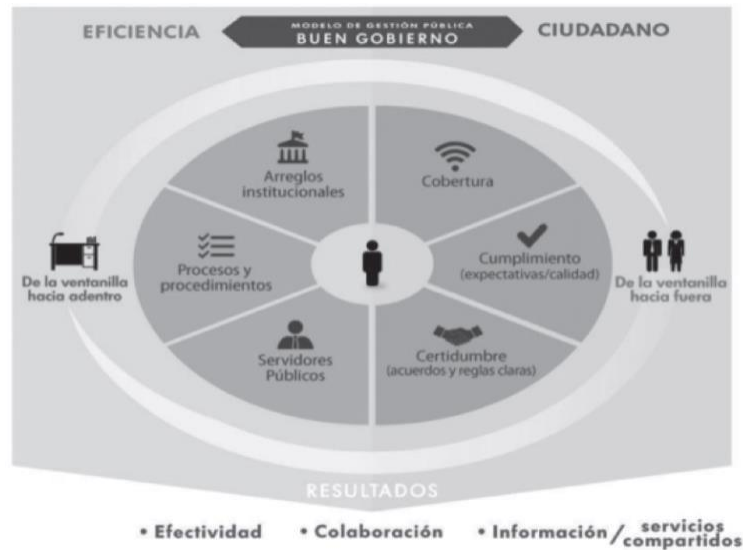 EFICIENCIA
MODELO DE GESTIÓN PÚBLICA
BUEN GOBIERNO
CIUDADANO
Arreglos
institucionales
Cobertura
De la ventanilla
hacia adentro
Procesos y
procedimientos
Cumplimiento
(expectativas/calidad)
De la ventanilla
hacia fuera
Servidores
Públicos
Certidumbre
(acuerdos y reglas claras)
RESULTADOS
• Efectividad
• Colaboración
• Información / servicios
compartidos